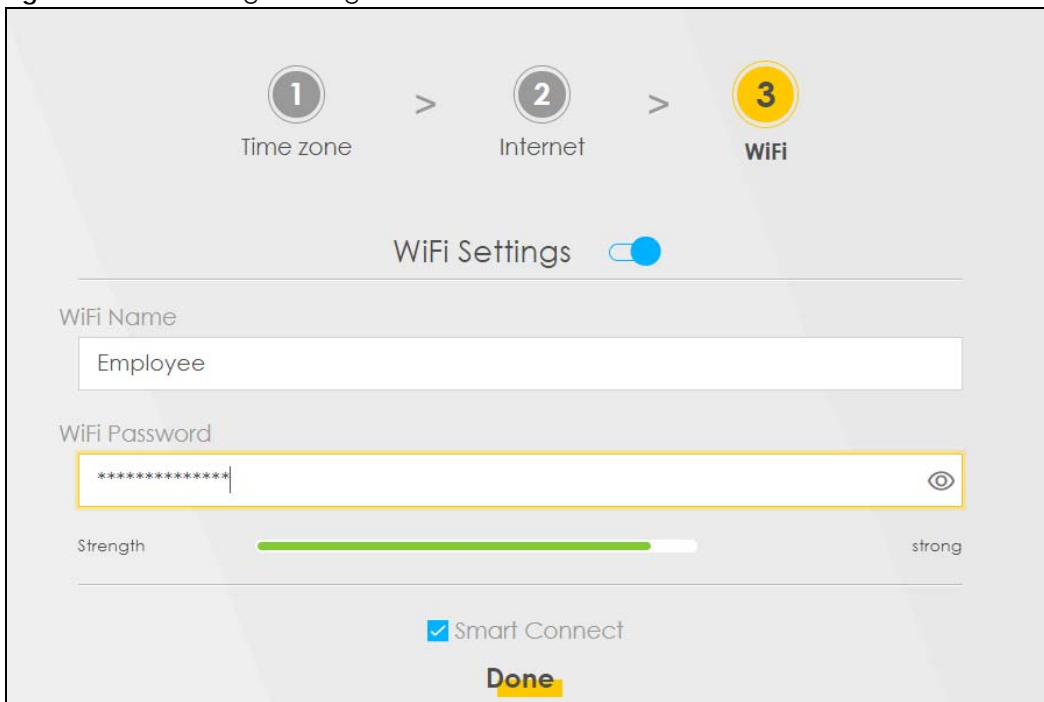 1 > 2 > 3
Time zone Internet WiFi
WiFi Settings
WiFi Name
Employee
WiFi Password
**************
Strength strong
Smart Connect
Done